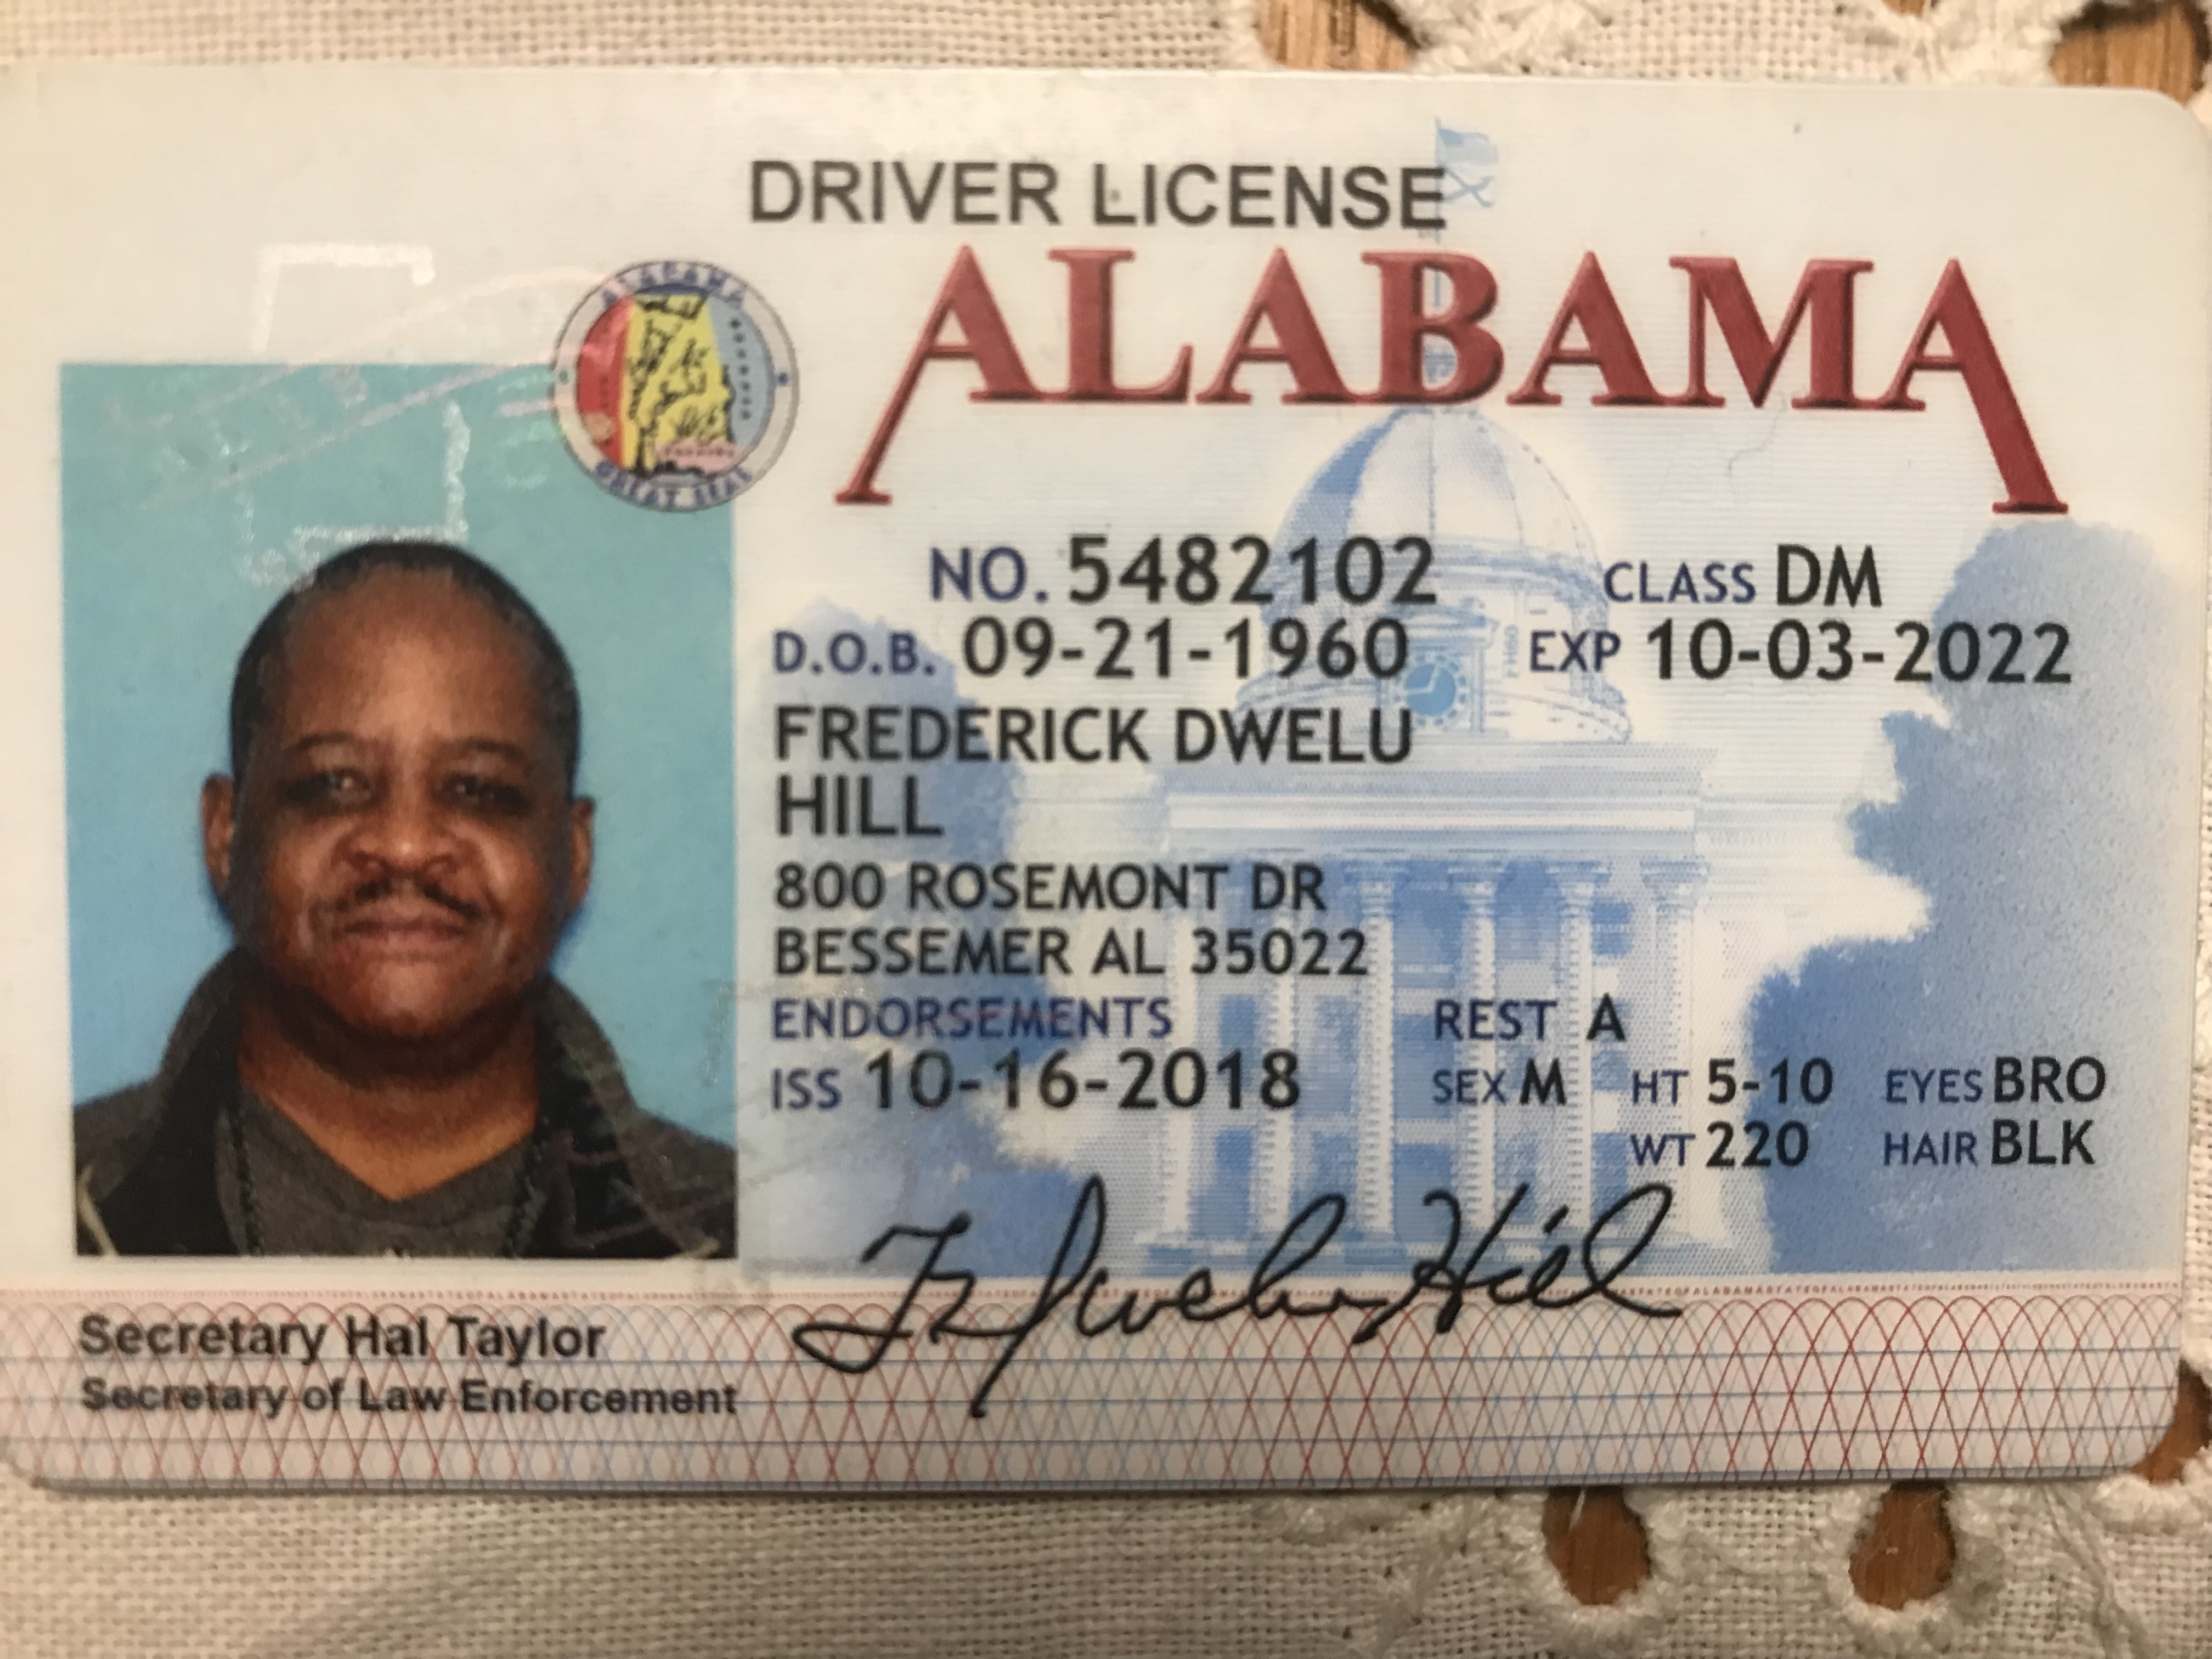 DRIVER LICENSE
ALABAMA
NO. 5482102 CLASS DM
D.O.B. 09-21-1960 EXP 10-03-2022
FREDERICK DWELU
HILL
800 ROSEMONT DR
BESSEMER AL 35022
ENDORSEMENTS REST A
ISS 10-16-2018 SEX M HT 5-10 EYES BRO
WT 220 HAIR BLK
Secretary Hal Taylor
Secretary of Law Enforcement